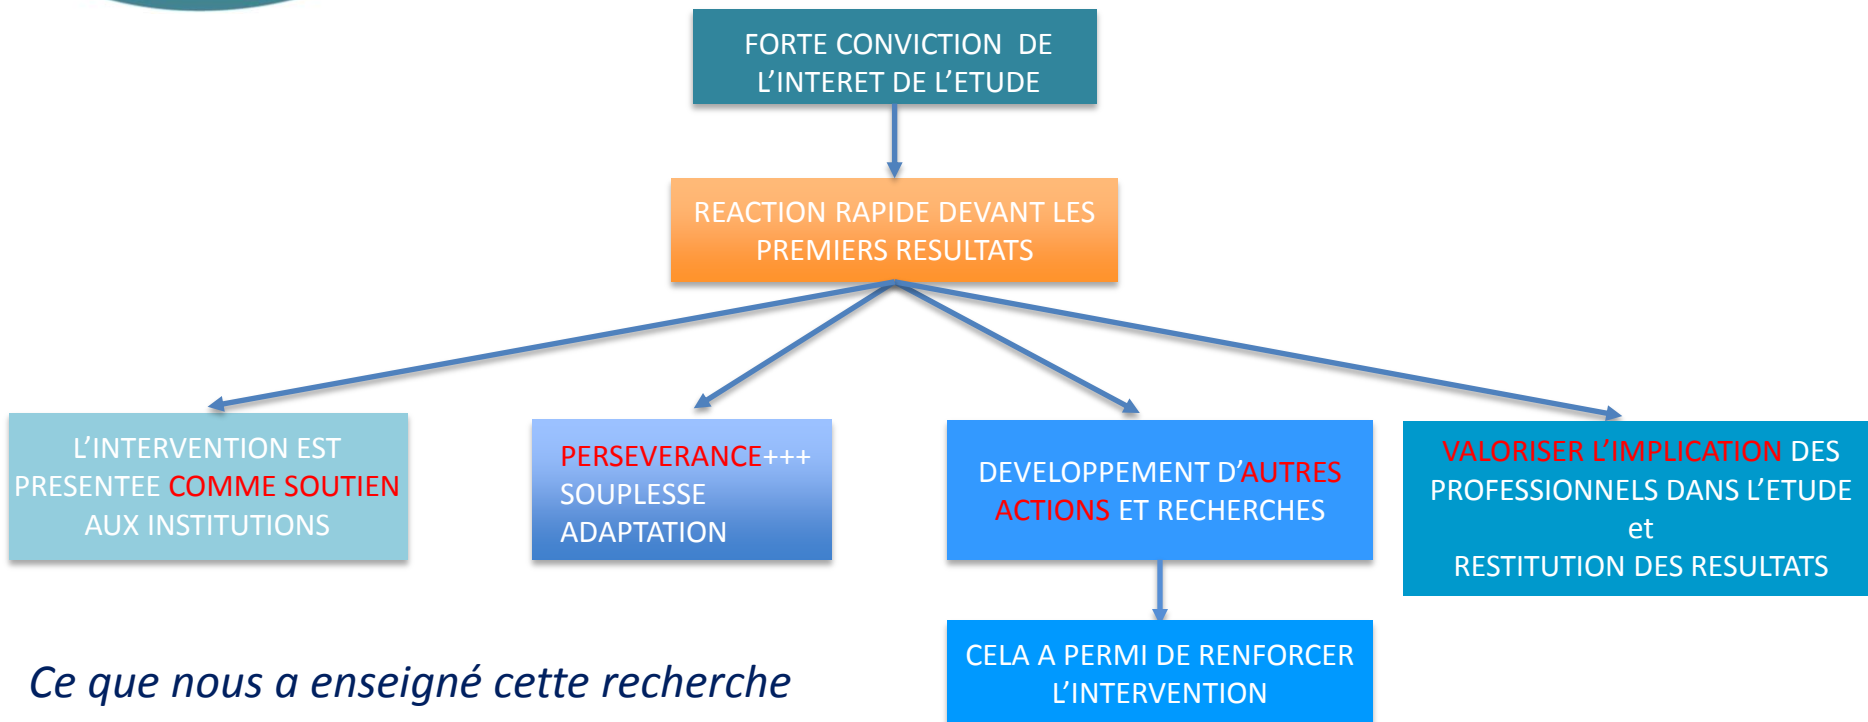 FORTE CONVICTION DE
L’INTERET DE L’ETUDE
REACTION RAPIDE DEVANT LES
PREMIERS RESULTATS
L’INTERVENTION EST
PRESENTEE COMME SOUTIEN
AUX INSTITUTIONS
PERSEVERANCE+++
SOUPLESSE
ADAPTATION
DEVELOPPEMENT D’AUTRES
ACTIONS ET RECHERCHES
VALORISER L’IMPLICATION DES
PROFESSIONNELS DANS L’ETUDE
et
RESTITUTION DES RESULTATS
CELA A PERMI DE RENFORCER
L’INTERVENTION
Ce que nous a enseigné cette recherche